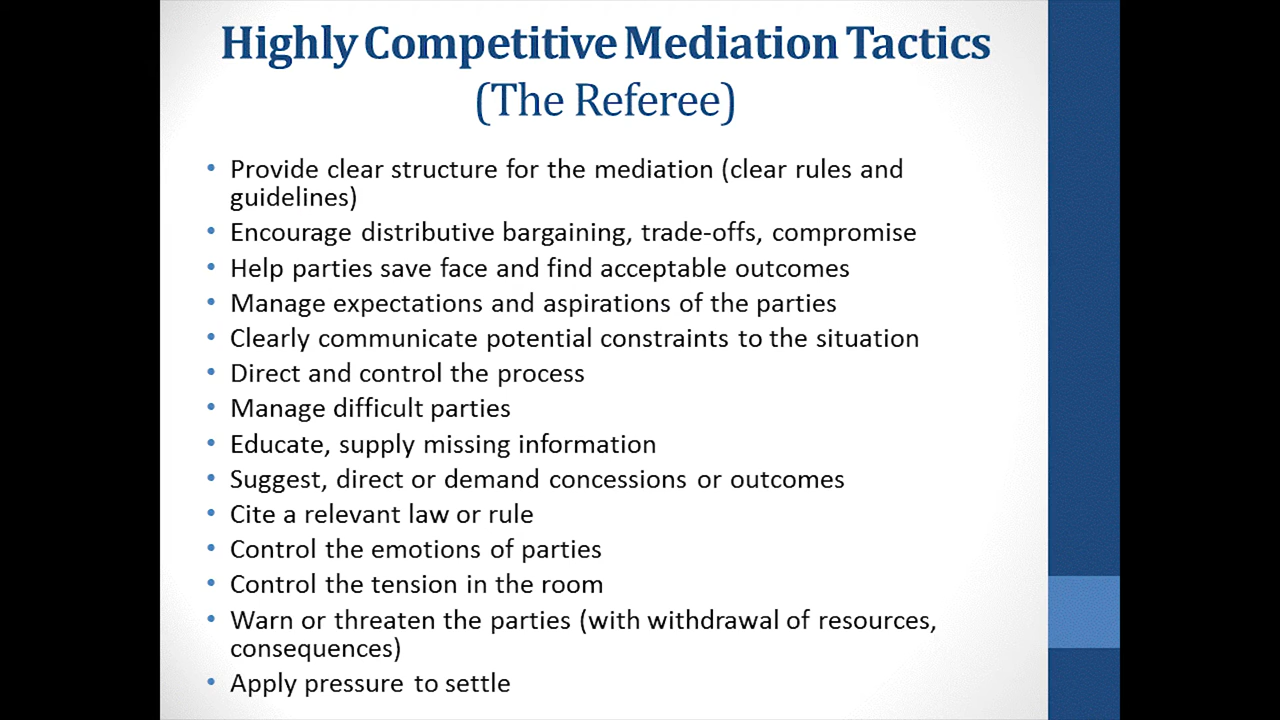 Highly Competitive Mediation Tactics
(The Referee)
• Provide clear structure for the mediation (clear rules and
guidelines)
• Encourage distributive bargaining, trade-offs, compromise
• Help parties save face and find acceptable outcomes
• Manage expectations and aspirations of the parties
• Clearly communicate potential constraints to the situation
• Direct and control the process
• Manage difficult parties
• Educate, supply missing information
• Suggest, direct or demand concessions or outcomes
• Cite a relevant law or rule
• Control the emotions of parties
• Control the tension in the room
• Warn or threaten the parties (with withdrawal of resources,
consequences)
• Apply pressure to settle